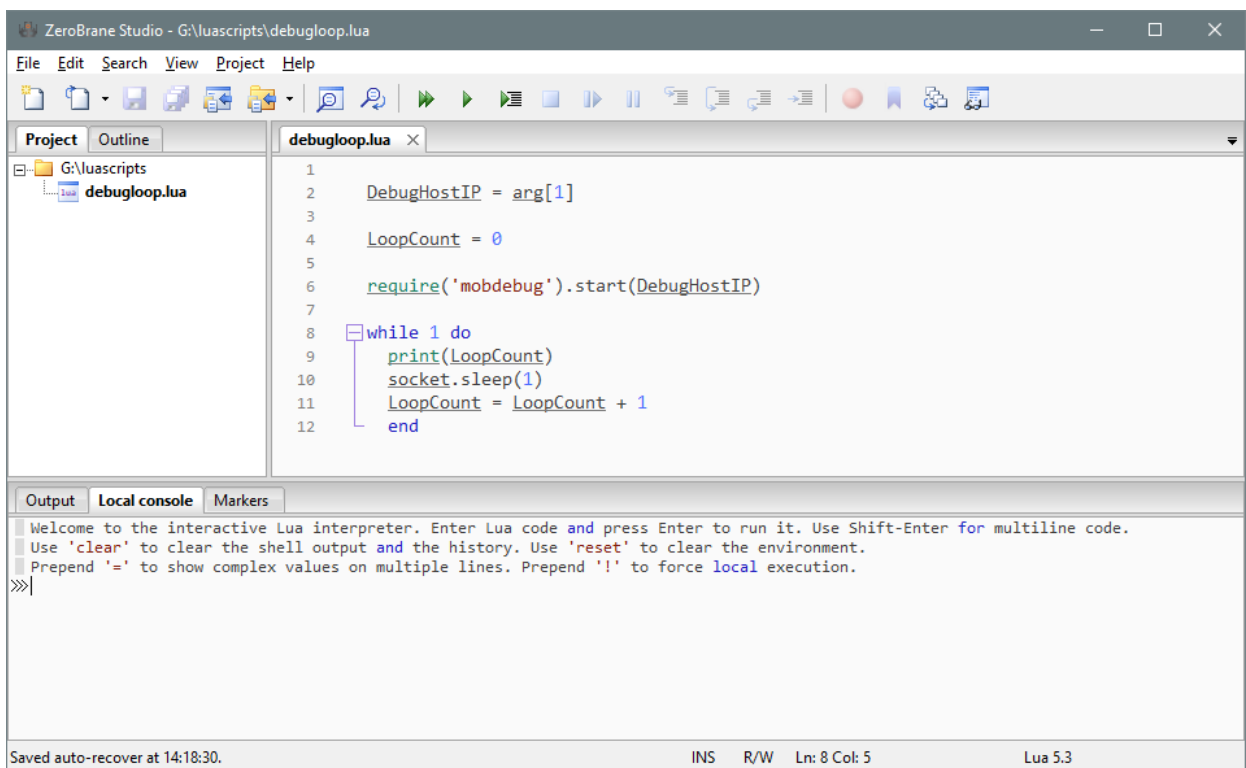 ZeroBrane Studio - G:\luascripts\debugloop.lua
File Edit Search View Project Help
Project Outline
debugloop.lua
G:\luascripts
debugloop.lua
1
2 DebugHostIP = arg[1]
3
4 LoopCount = 0
5
6 require('mobdebug').start(DebugHostIP)
7
8 while 1 do
9 print(LoopCount)
10 socket.sleep(1)
11 LoopCount = LoopCount + 1
12 end
Output Local console Markers
Welcome to the interactive Lua interpreter. Enter Lua code and press Enter to run it. Use Shift-Enter for multiline code.
Use 'clear' to clear the shell output and the history. Use 'reset' to clear the environment.
Prepend '=' to show complex values on multiple lines. Prepend '!' to force local execution.
Saved auto-recover at 14:18:30. INS R/W Ln: 8 Col: 5 Lua 5.3